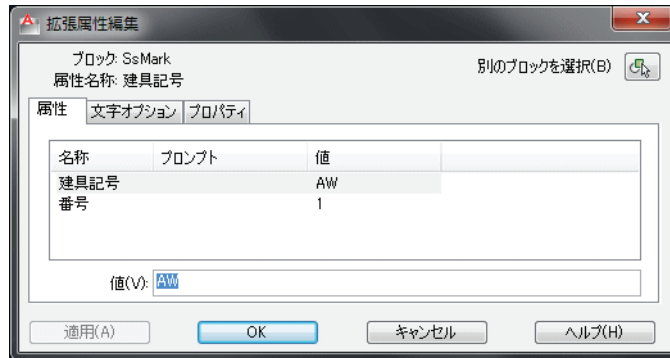 拡張属性編集
ブロック: SsMark
属性名称: 建具記号
別のブロックを選択(B)
属性 文字オプション プロパティ
名称 プロンプト 値
建具記号 AW
番号 1
値(V): AW
適用(A) OK キャンセル ヘルプ(H)